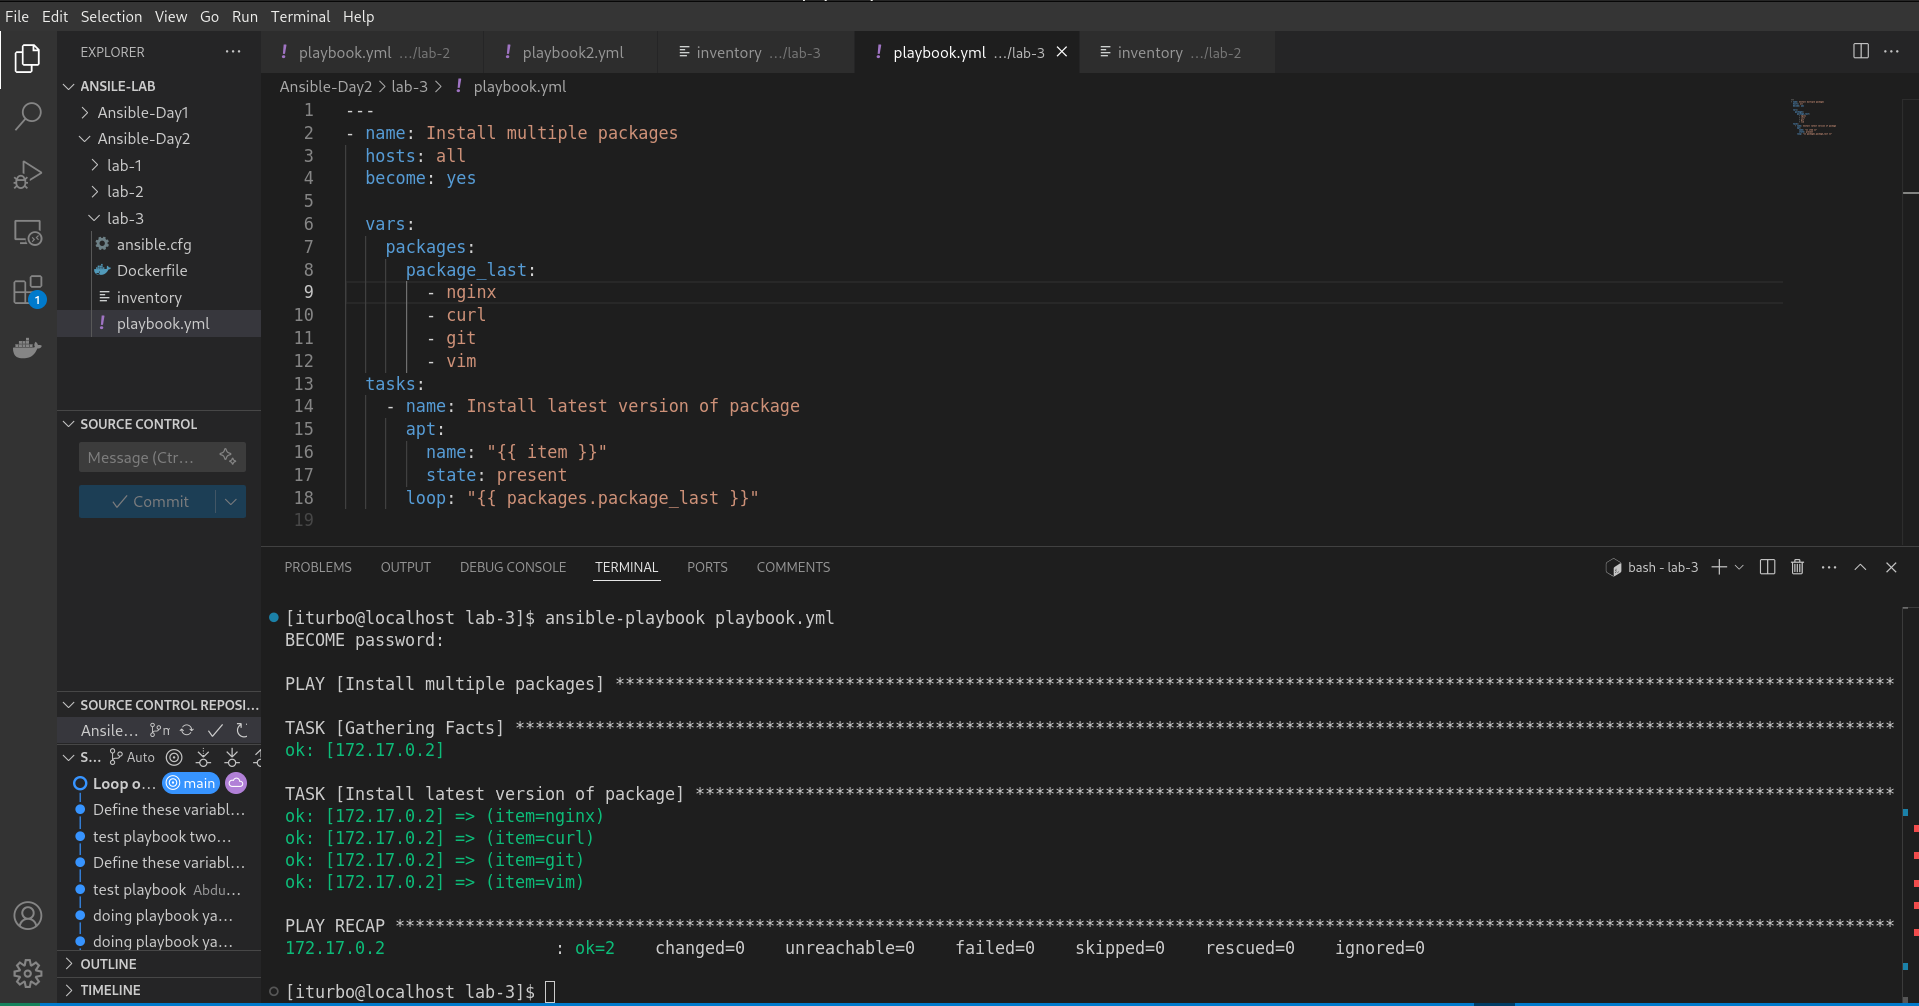 File Edit Selection View Go Run Terminal Help
EXPLORER ...
ANSILE-LAB
Ansible-Day1
Ansible-Day2
lab-1
lab-2
lab-3
ansible.cfg
Dockerfile
inventory
playbook.yml
SOURCE CONTROL
Message (Ctr...
Commit
SOURCE CONTROL REPOSI...
Ansile...
S... Auto
Loop o... main
Define these variabl...
test playbook two...
Define these variabl...
test playbook Abdu...
doing playbook ya...
doing playbook ya...
OUTLINE
TIMELINE
1
playbook.yml .../lab-2
playbook2.yml
inventory .../lab-3
playbook.yml .../lab-3
inventory .../lab-2
Ansible-Day2 > lab-3 > ! playbook.yml
1 ---
2 - name: Install multiple packages
3 hosts: all
4 become: yes
5
6 vars:
7 packages:
8 package_last:
9 - nginx
10 - curl
11 - git
12 - vim
13 tasks:
14 - name: Install latest version of package
15 apt:
16 name: "{{ item }}"
17 state: present
18 loop: "{{ packages.package_last }}"
19
PROBLEMS OUTPUT DEBUG CONSOLE TERMINAL PORTS COMMENTS
bash - lab-3
[iturbo@localhost lab-3]$ ansible-playbook playbook.yml
BECOME password:
PLAY [Install multiple packages] ********************************************************************************************************************************
TASK [Gathering Facts] ******************************************************************************************************************************************
ok: [172.17.0.2]
TASK [Install latest version of package] ************************************************************************************************************************
ok: [172.17.0.2] => (item=nginx)
ok: [172.17.0.2] => (item=curl)
ok: [172.17.0.2] => (item=git)
ok: [172.17.0.2] => (item=vim)
PLAY RECAP ******************************************************************************************************************************************************
172.17.0.2 : ok=2 changed=0 unreachable=0 failed=0 skipped=0 rescued=0 ignored=0
[iturbo@localhost lab-3]$